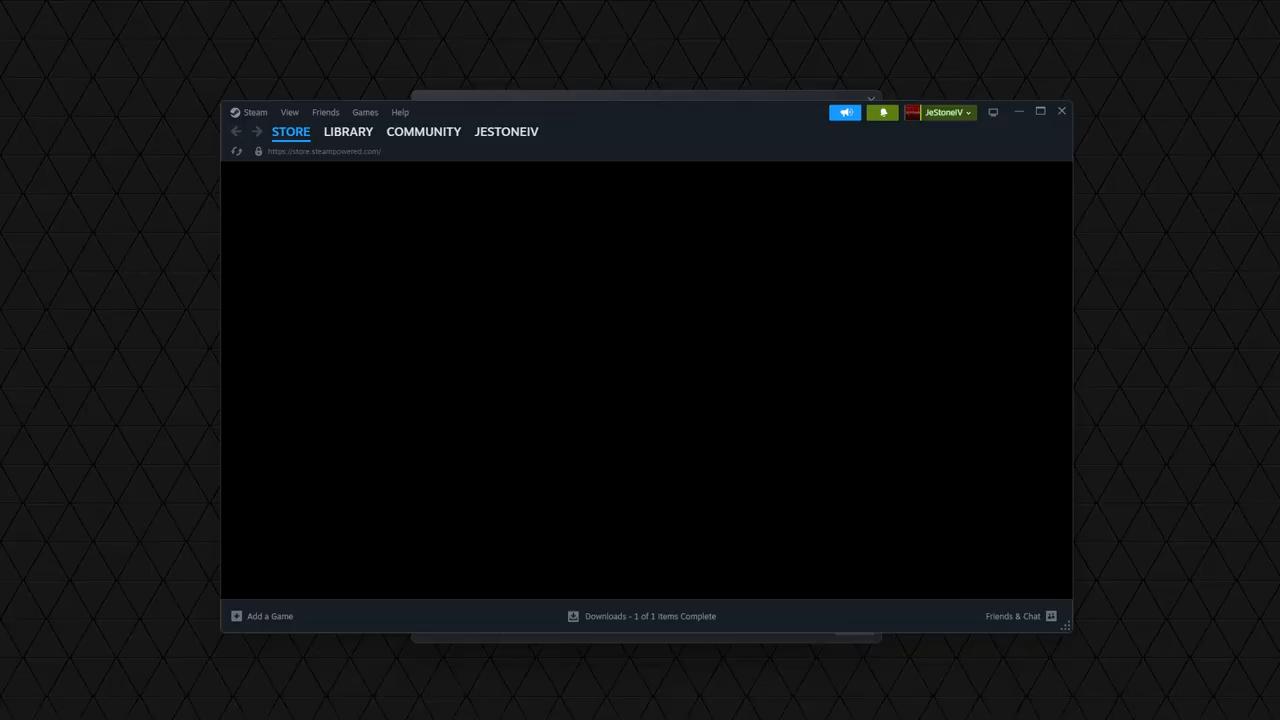 Steam View Friends Games Help JeStoneIV
STORE LIBRARY COMMUNITY JESTONEIV
https://store.steampowered.com/
Add a Game Downloads - 1 of 1 Items Complete Friends & Chat